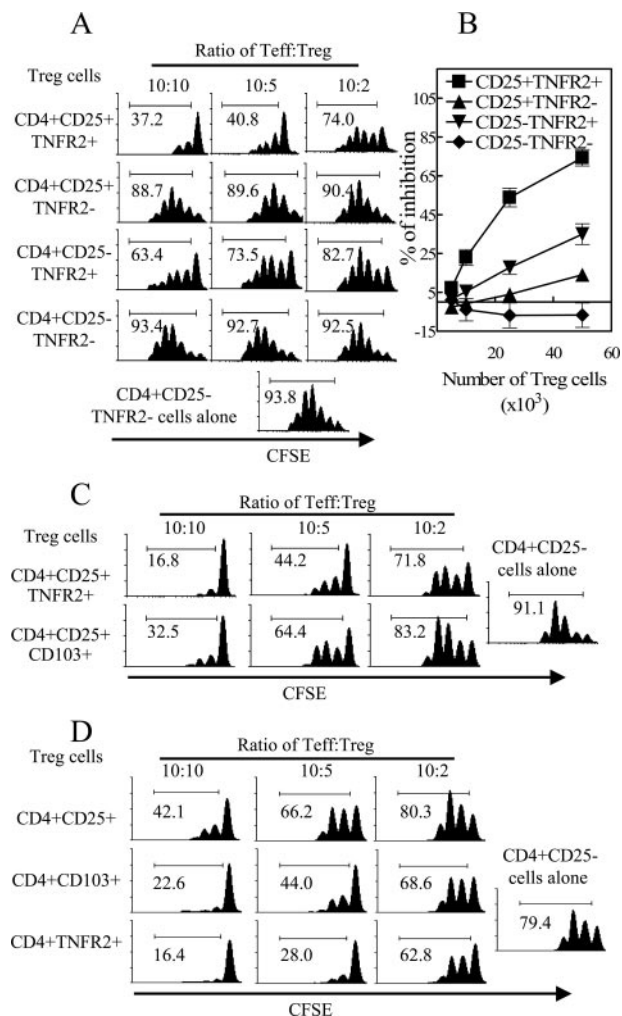 A
Ratio of Teff:Treg
Treg cells
10:10 10:5 10:2
CD4+CD25+
TNFR2+
37.2 40.8 74.0
CD4+CD25+
TNFR2-
88.7 89.6 90.4
CD4+CD25-
TNFR2+
63.4 73.5 82.7
CD4+CD25-
TNFR2-
93.4 92.7 92.5
CD4+CD25-
TNFR2- cells alone
93.8
CFSE
B
CD25+TNFR2+
CD25+TNFR2-
CD25-TNFR2+
CD25-TNFR2-
% of inhibition
105
85
65
45
25
5
-15
20 40 60
Number of Treg cells
(x10³)
C
Ratio of Teff:Treg
Treg cells
10:10 10:5 10:2
CD4+CD25+
TNFR2+
16.8 44.2 71.8
CD4+CD25+
CD103+
32.5 64.4 83.2
CD4+CD25-
cells alone
91.1
CFSE
D
Ratio of Teff:Treg
Treg cells
10:10 10:5 10:2
CD4+CD25+
42.1 66.2 80.3
CD4+CD103+
22.6 44.0 68.6
CD4+TNFR2+
16.4 28.0 62.8
CD4+CD25-
cells alone
79.4
CFSE